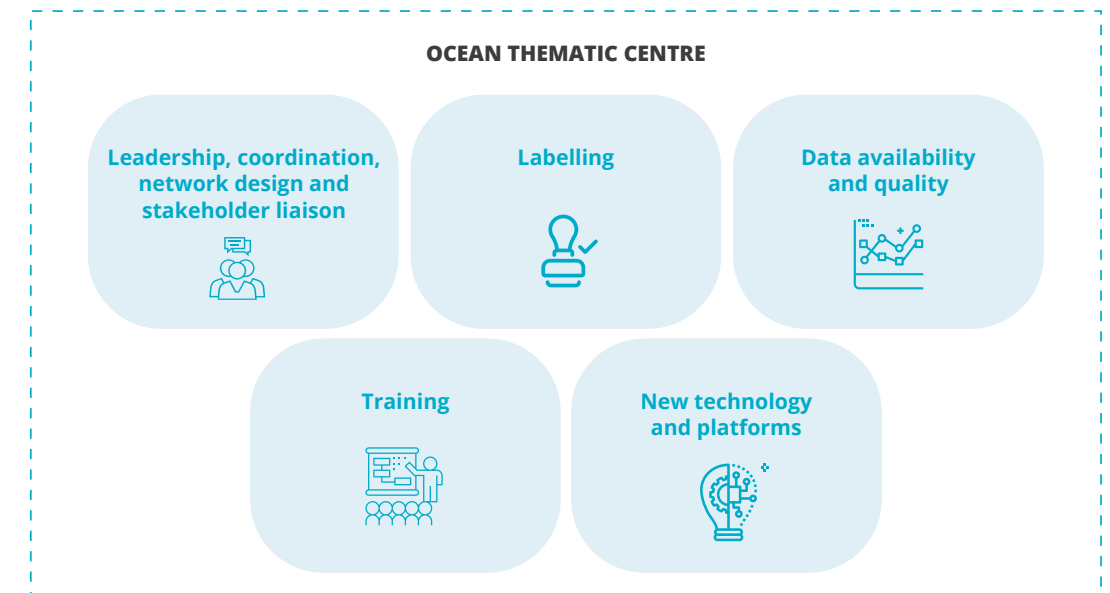 OCEAN THEMATIC CENTRE
Leadership, coordination,
network design and
stakeholder liaison
Labelling
Data availability
and quality
Training
New technology
and platforms